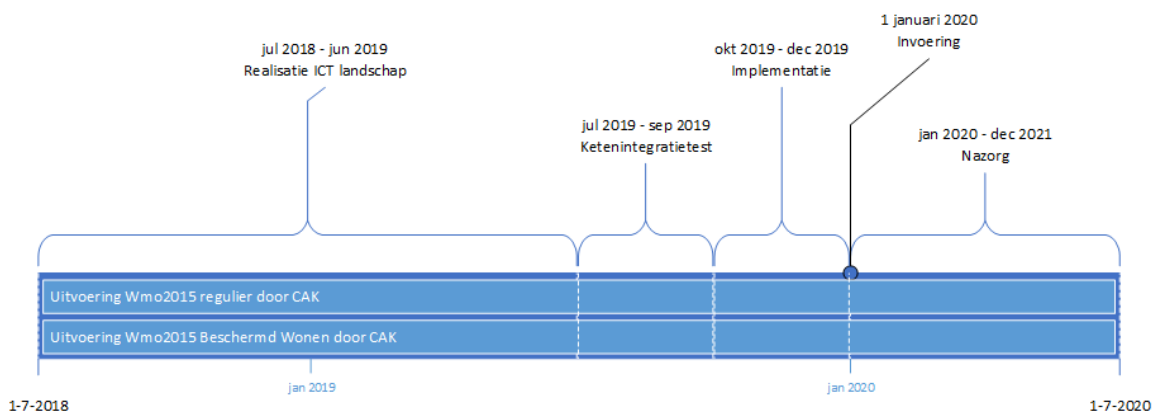 1 januari 2020
Invoering
jul 2018 - jun 2019
Realisatie ICT landschap
okt 2019 - dec 2019
Implementatie
jul 2019 - sep 2019
Ketenintegratietest
jan 2020 - dec 2021
Nazorg
Uitvoering Wmo2015 regulier door CAK
Uitvoering Wmo2015 Beschermd Wonen door CAK
jan 2019
jan 2020
1-7-2018
1-7-2020